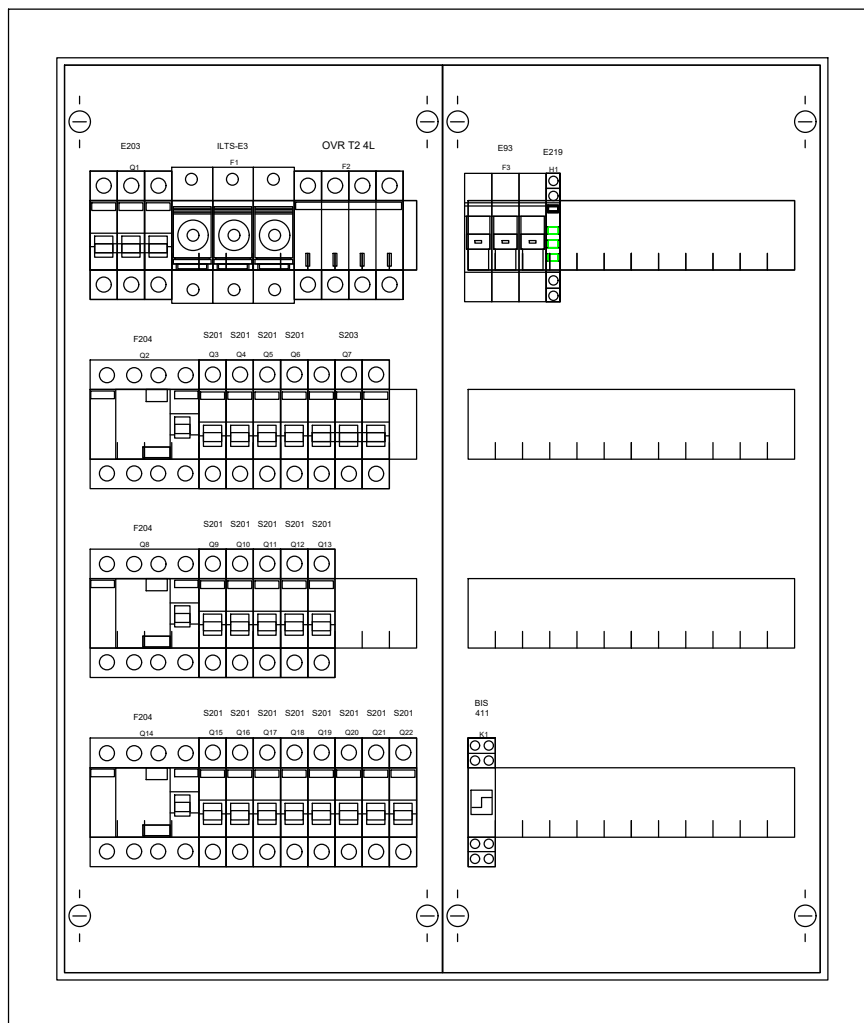 E203 ILTS-E3 OVR T2 4L
Q1 F1 F2
E93 E219
F3 H1
F204 S201 S201 S201 S201 S203
Q2 Q3 Q4 Q5 Q6 Q7
F204 S201 S201 S201 S201 S201
Q8 Q9 Q10 Q11 Q12 Q13
F204 S201 S201 S201 S201 S201 S201 S201 S201
Q14 Q15 Q16 Q17 Q18 Q19 Q20 Q21 Q22
BIS
411
K1